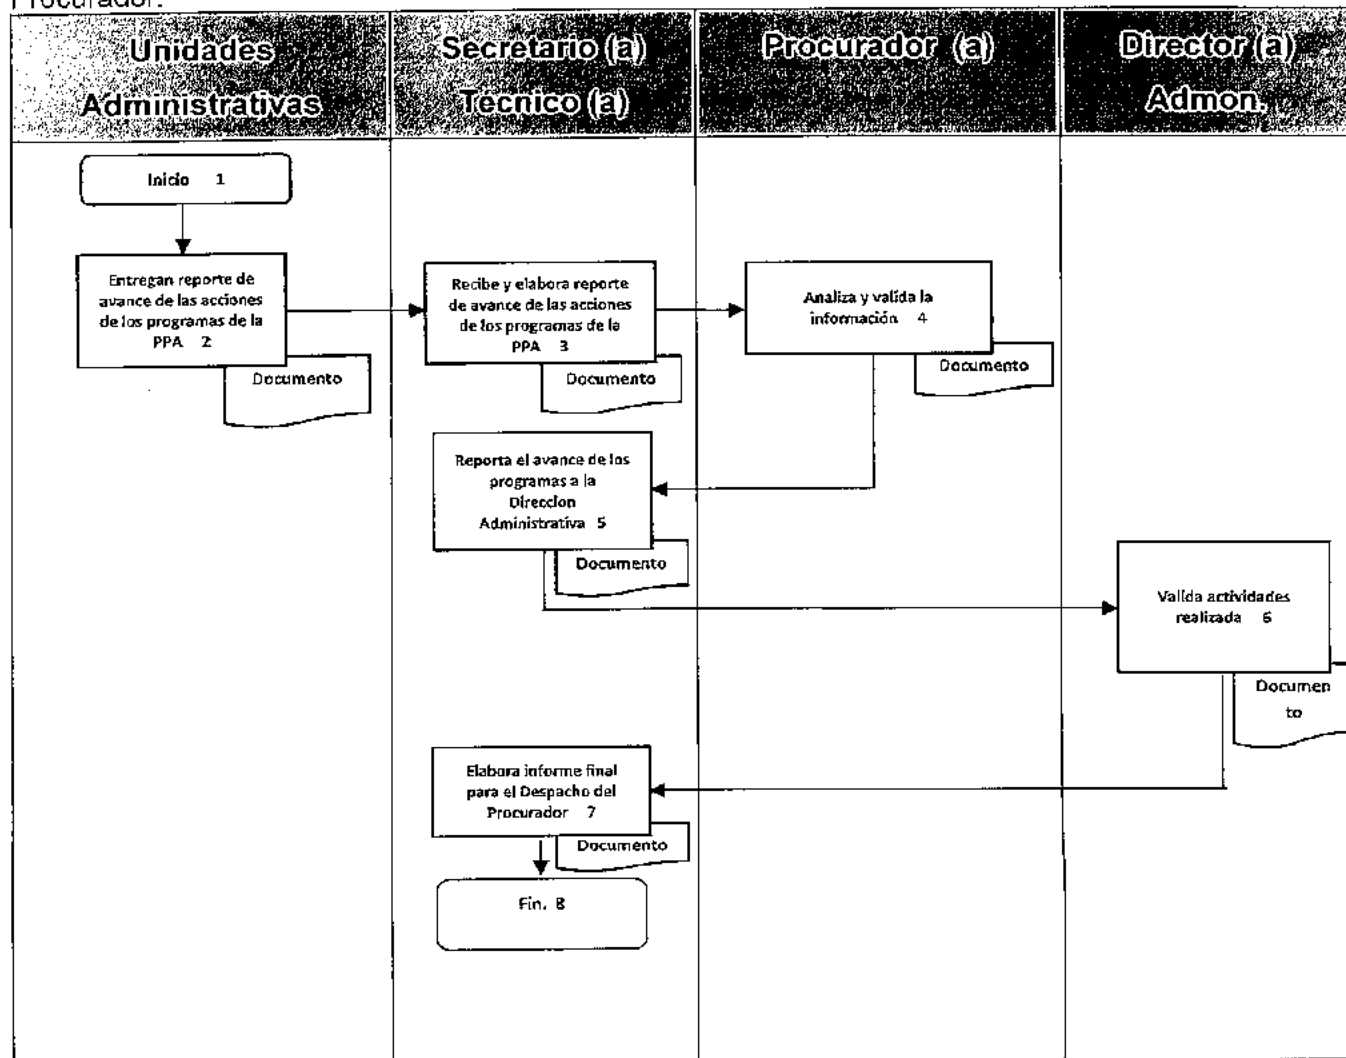 Procurador.
Unidades
Administrativas
Secretario (a)
Técnico (a)
Procurador (a)
Director (a)
Admon.
Inicio 1
Entregan reporte de
avance de las acciones
de los programas de la
PPA 2
Documento
Recibe y elabora reporte
de avance de las acciones
de los programas de la
PPA 3
Documento
Analiza y valida la
información 4
Documento
Reporta el avance de los
programas a la
Direccion
Administrativa 5
Documento
Valida actividades
realizada 6
Documen
to
Elabora informe final
para el Despacho del
Procurador 7
Documento
Fin. 8